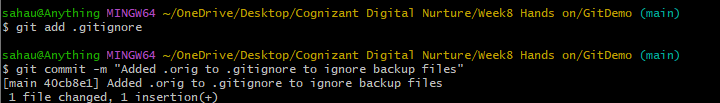 sahau@Anything MINGW64 ~/OneDrive/Desktop/Cognizant Digital Nurture/Week8 Hands on/GitDemo (main)
$ git add .gitignore
sahau@Anything MINGW64 ~/OneDrive/Desktop/Cognizant Digital Nurture/Week8 Hands on/GitDemo (main)
$ git commit -m "Added .orig to .gitignore to ignore backup files"
[main 40cb8e1] Added .orig to .gitignore to ignore backup files
1 file changed, 1 insertion(+)